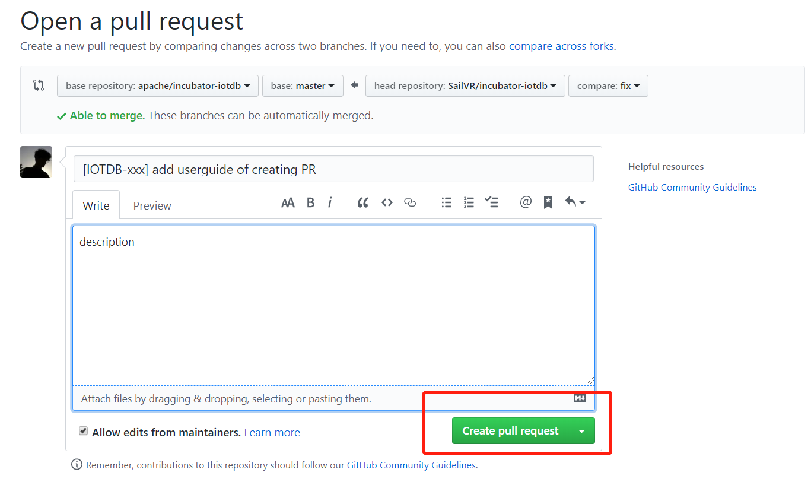 Open a pull request
Create a new pull request by comparing changes across two branches. If you need to, you can also compare across forks.
base repository: apache/incubator-iotdb base: master head repository: SailVR/incubator-iotdb compare: fix
Able to merge. These branches can be automatically merged.
[IOTDB-xxx] add userguide of creating PR
Helpful resources
GitHub Community Guidelines
Write Preview AA B i
description
Attach files by dragging & dropping, selecting or pasting them.
Create pull request
Allow edits from maintainers. Learn more
Remember, contributions to this repository should follow our GitHub Community Guidelines.